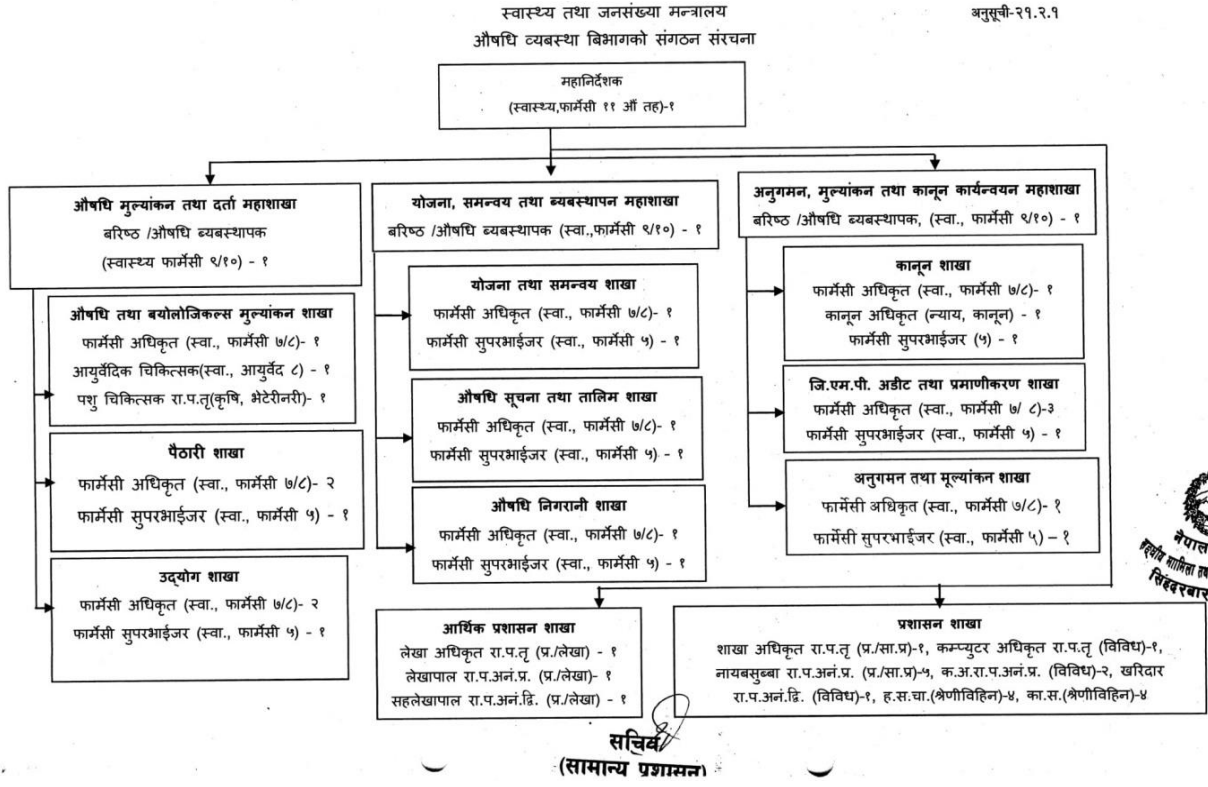 स्वास्थ्य तथा जनसंख्या मन्त्रालय
अनुसूची-२१.२.१
औषधि व्यबस्था बिभागको संगठन संरचना
महानिर्देशक
(स्वास्थ्य,फार्मेसी ११ औं तह)-१
औषधि मुल्यांकन तथा दर्ता महाशाखा
बरिष्ठ /औषधि ब्यबस्थापक
(स्वास्थ्य फार्मेसी ९/१०) - १
औषधि तथा बयोलोजिकल्स मुल्यांकन शाखा
फार्मेसी अधिकृत (स्वा., फार्मेसी ७/८)- १
आयुर्वेदिक चिकित्सक(स्वा., आयुर्वेद ८) - १
पशु चिकित्सक रा.प.तृ(कृषि, भेटेरीनरी)- १
पैठारी शाखा
फार्मेसी अधिकृत (स्वा., फार्मेसी ७/८)- २
फार्मेसी सुपरभाईजर (स्वा., फार्मेसी ५) - १
उद्योग शाखा
फार्मेसी अधिकृत (स्वा., फार्मेसी ७/८)- २
फार्मेसी सुपरभाईजर (स्वा., फार्मेसी ५) - १
योजना, समन्वय तथा ब्यबस्थापन महाशाखा
बरिष्ठ /औषधि ब्यबस्थापक (स्वा.,फार्मेसी ९/१०) - १
योजना तथा समन्वय शाखा
फार्मेसी अधिकृत (स्वा., फार्मेसी ७/८)- १
फार्मेसी सुपरभाईजर (स्वा., फार्मेसी ५) - १
औषधि सूचना तथा तालिम शाखा
फार्मेसी अधिकृत (स्वा., फार्मेसी ७/८)- १
फार्मेसी सुपरभाईजर (स्वा., फार्मेसी ५) - १
औषधि निगरानी शाखा
फार्मेसी अधिकृत (स्वा., फार्मेसी ७/८)- १
फार्मेसी सुपरभाईजर (स्वा., फार्मेसी ५) - १
अनुगमन, मुल्यांकन तथा कानून कार्यन्वयन महाशाखा
बरिष्ठ /औषधि ब्यबस्थापक, (स्वा., फार्मेसी ९/१०) - १
कानून शाखा
फार्मेसी अधिकृत (स्वा., फार्मेसी ७/८)- १
कानून अधिकृत (न्याय, कानून) - १
फार्मेसी सुपरभाईजर (५) - १
जि.एम.पी. अडीट तथा प्रमाणीकरण शाखा
फार्मेसी अधिकृत (स्वा., फार्मेसी ७/ ८)-३
फार्मेसी सुपरभाईजर (स्वा., फार्मेसी ५) - १
अनुगमन तथा मूल्यांकन शाखा
फार्मेसी अधिकृत (स्वा., फार्मेसी ७/८)- १
फार्मेसी सुपरभाईजर (स्वा., फार्मेसी ५) – १
आर्थिक प्रशासन शाखा
लेखा अधिकृत रा.प.तृ (प्र./लेखा) - १
लेखापाल रा.प.अनं.प्र. (प्र./लेखा) - १
सहलेखापाल रा.प.अनं.द्वि. (प्र./लेखा) - १
प्रशासन शाखा
शाखा अधिकृत रा.प.तृ (प्र./सा.प्र)-१, कम्प्युटर अधिकृत रा.प.तृ (विविध)-१,
नायबसुब्बा रा.प.अनं.प्र. (प्र./सा.प्र)-५, क.अ.रा.प.अनं.प्र. (विविध)-२, खरिदार
रा.प.अनं.द्वि. (विविध)-१, ह.स.चा.(श्रेणीविहिन)-४, का.स.(श्रेणीविहिन)-४
नेपाल
सिंहदरबार
सचिव
(सामान्य प्रशासन)